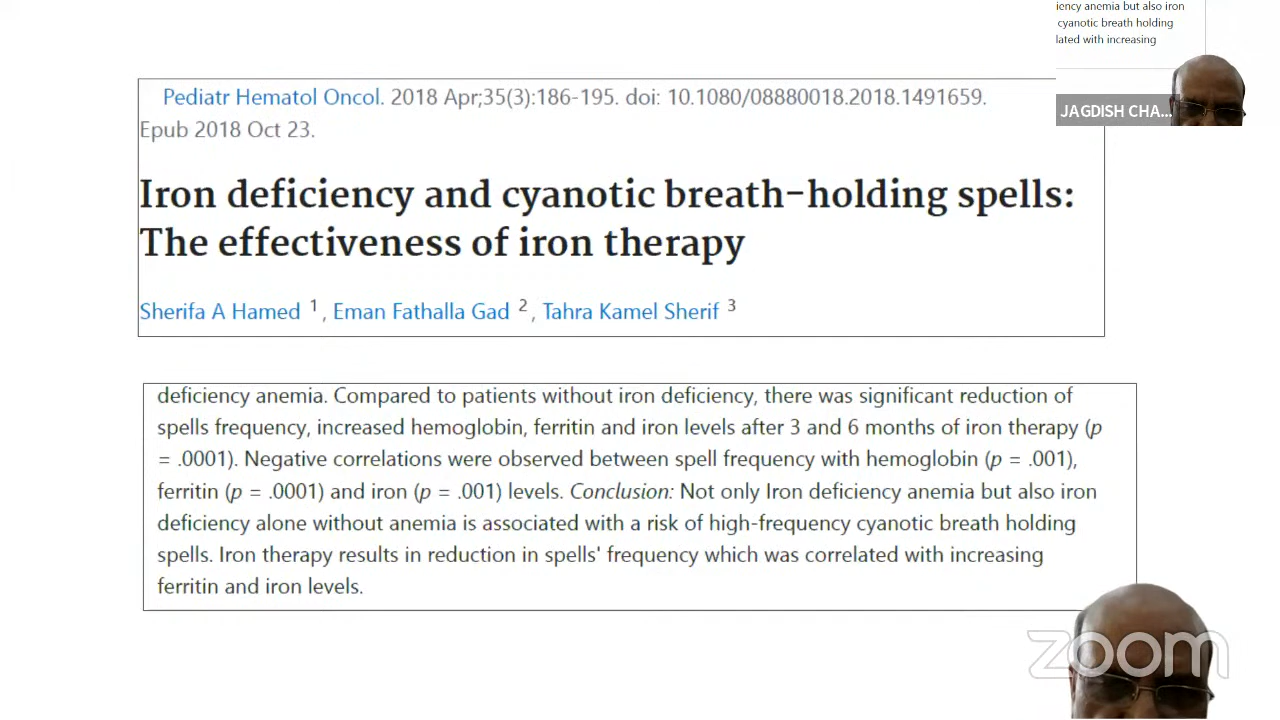 iency anemia but also iron
cyanotic breath holding
lated with increasing
JAGDISH CHA...
Pediatr Hematol Oncol. 2018 Apr;35(3):186-195. doi: 10.1080/08880018.2018.1491659.
Epub 2018 Oct 23.
Iron deficiency and cyanotic breath-holding spells:
The effectiveness of iron therapy
Sherifa A Hamed 1, Eman Fathalla Gad 2, Tahra Kamel Sherif 3
deficiency anemia. Compared to patients without iron deficiency, there was significant reduction of
spells frequency, increased hemoglobin, ferritin and iron levels after 3 and 6 months of iron therapy (p
= .0001). Negative correlations were observed between spell frequency with hemoglobin (p = .001),
ferritin (p = .0001) and iron (p = .001) levels. Conclusion: Not only Iron deficiency anemia but also iron
deficiency alone without anemia is associated with a risk of high-frequency cyanotic breath holding
spells. Iron therapy results in reduction in spells' frequency which was correlated with increasing
ferritin and iron levels.
zoom